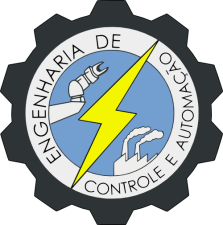 ENGENHARIA DE
CONTROLE E AUTOMAÇÃO